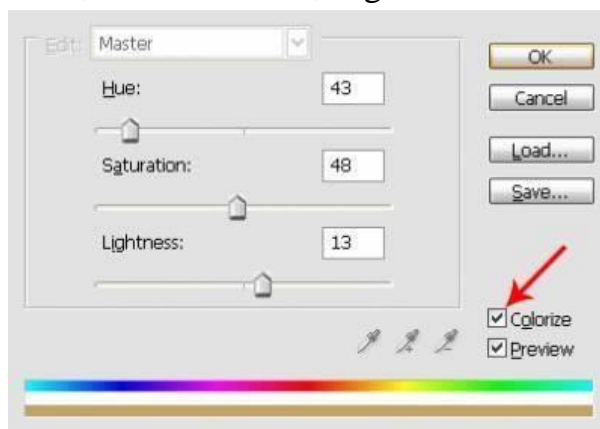 Edit: Master
OK
Hue: 43
Cancel
Load...
Saturation: 48
Save...
Lightness: 13
Colorize
Preview